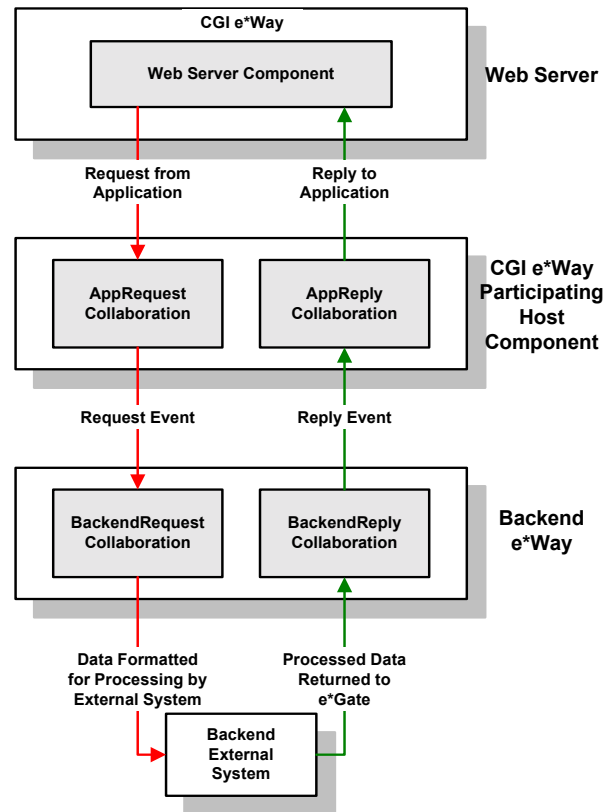 CGI e*Way
Web Server Component
Web Server
Request from
Application
Reply to
Application
AppRequest
Collaboration
AppReply
Collaboration
CGI e*Way
Participating
Host
Component
Request Event
Reply Event
BackendRequest
Collaboration
BackendReply
Collaboration
Backend
e*Way
Data Formatted
for Processing by
External System
Processed Data
Returned to
e*Gate
Backend
External
System